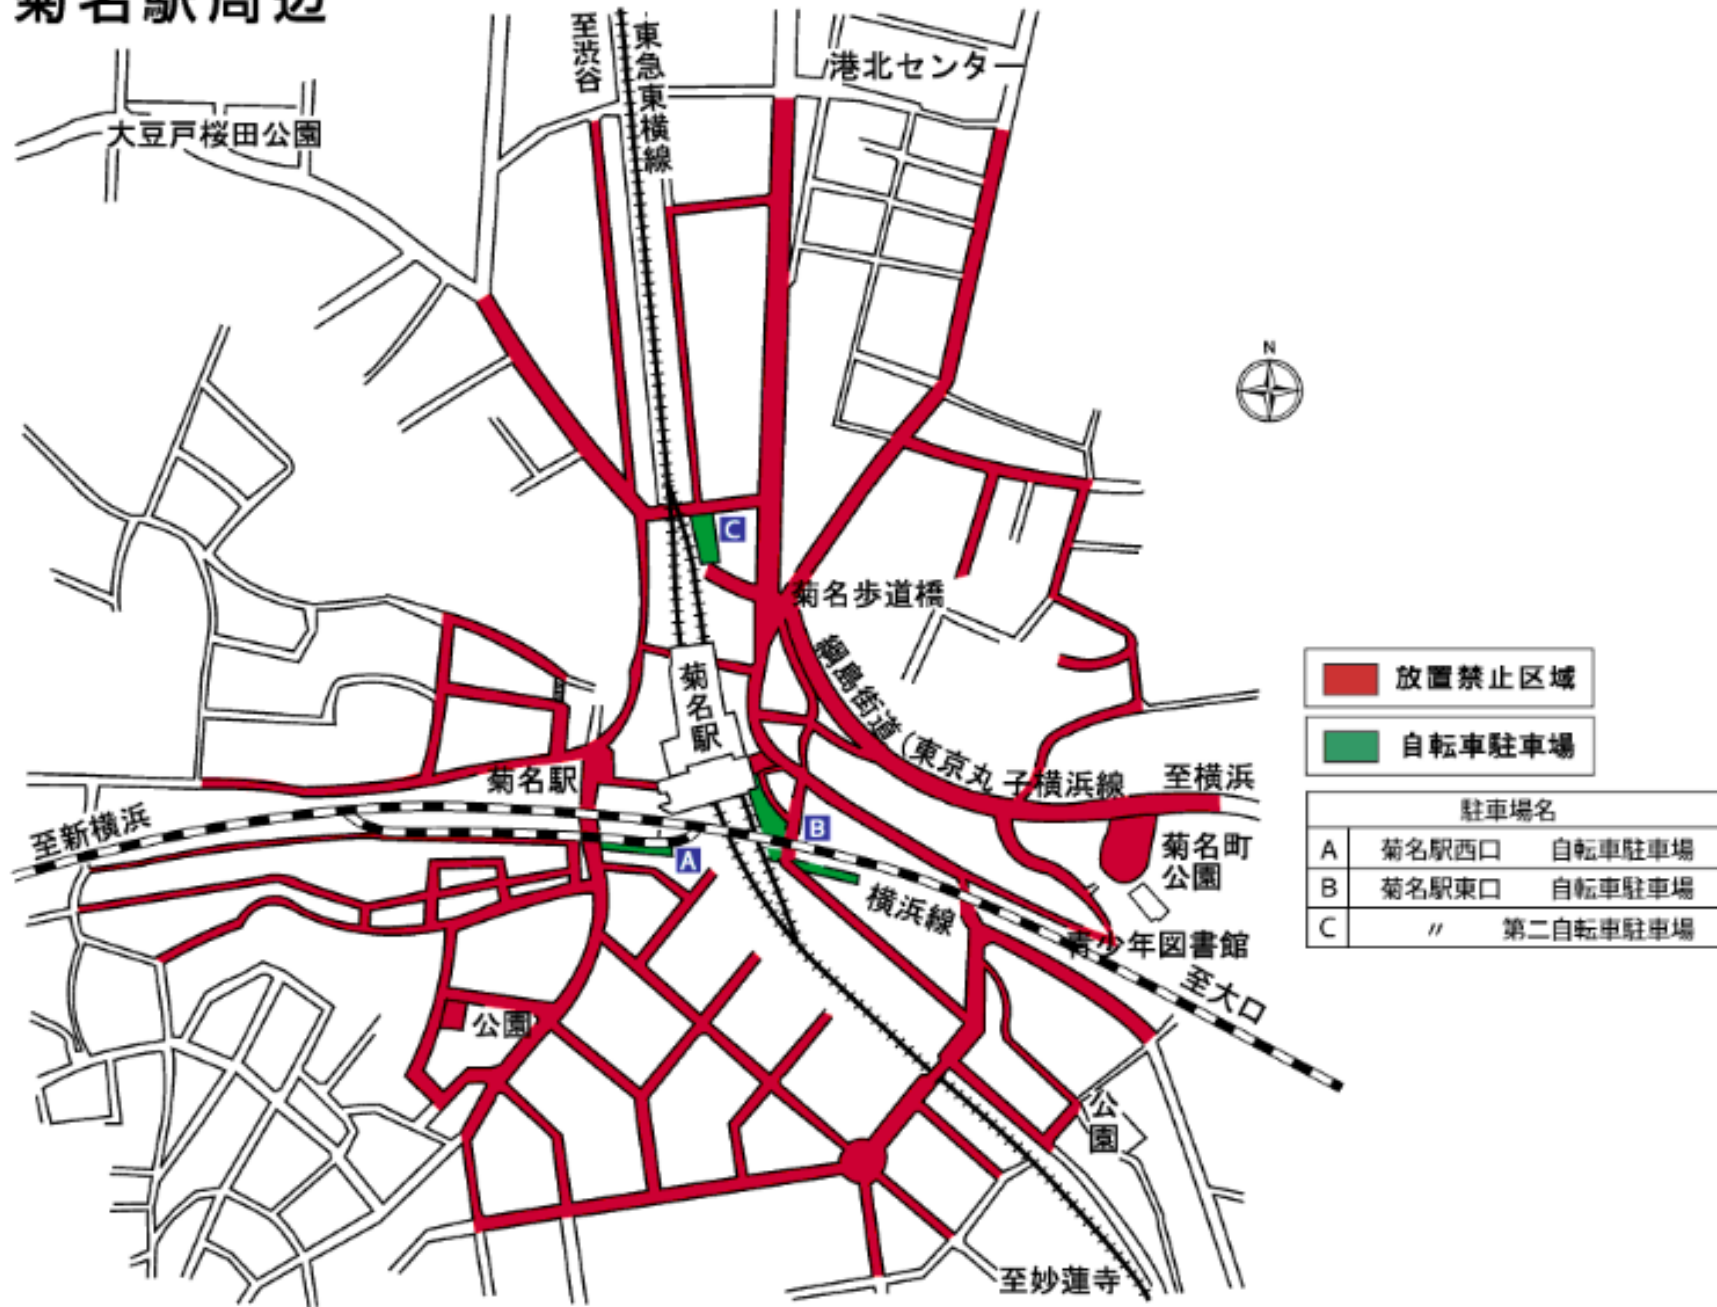 菊名駅周辺
至渋谷
東急東横線
港北センター
大豆戸桜田公園
N
C
菊名歩道橋
綱島街道(東京丸子横浜線
至横浜
菊名駅
菊名駅
至新横浜
A
B
横浜線
菊名町
公園
青少年図書館
至大口
公園
公園
至妙蓮寺
放置禁止区域
自転車駐車場
駐車場名
A 菊名駅西口 自転車駐車場
B 菊名駅東口 自転車駐車場
C 〃 第二自転車駐車場